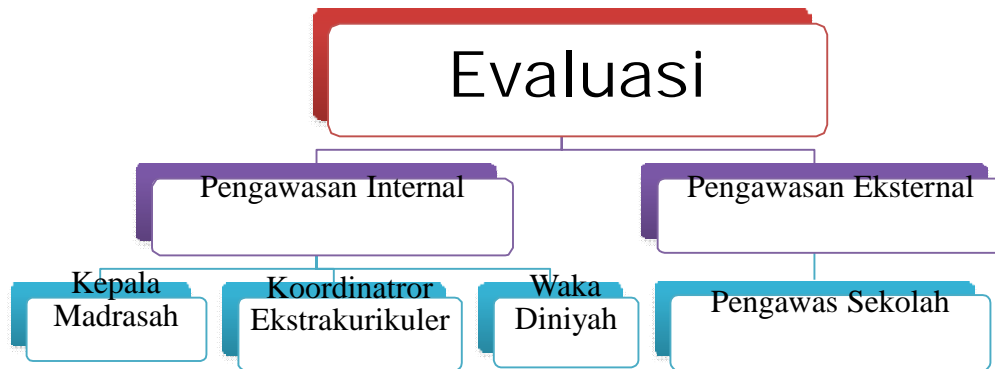 Evaluasi
Pengawasan Internal
Pengawasan Eksternal
Kepala
Madrasah
Koordinatror
Ekstrakurikuler
Waka
Diniyah
Pengawas Sekolah